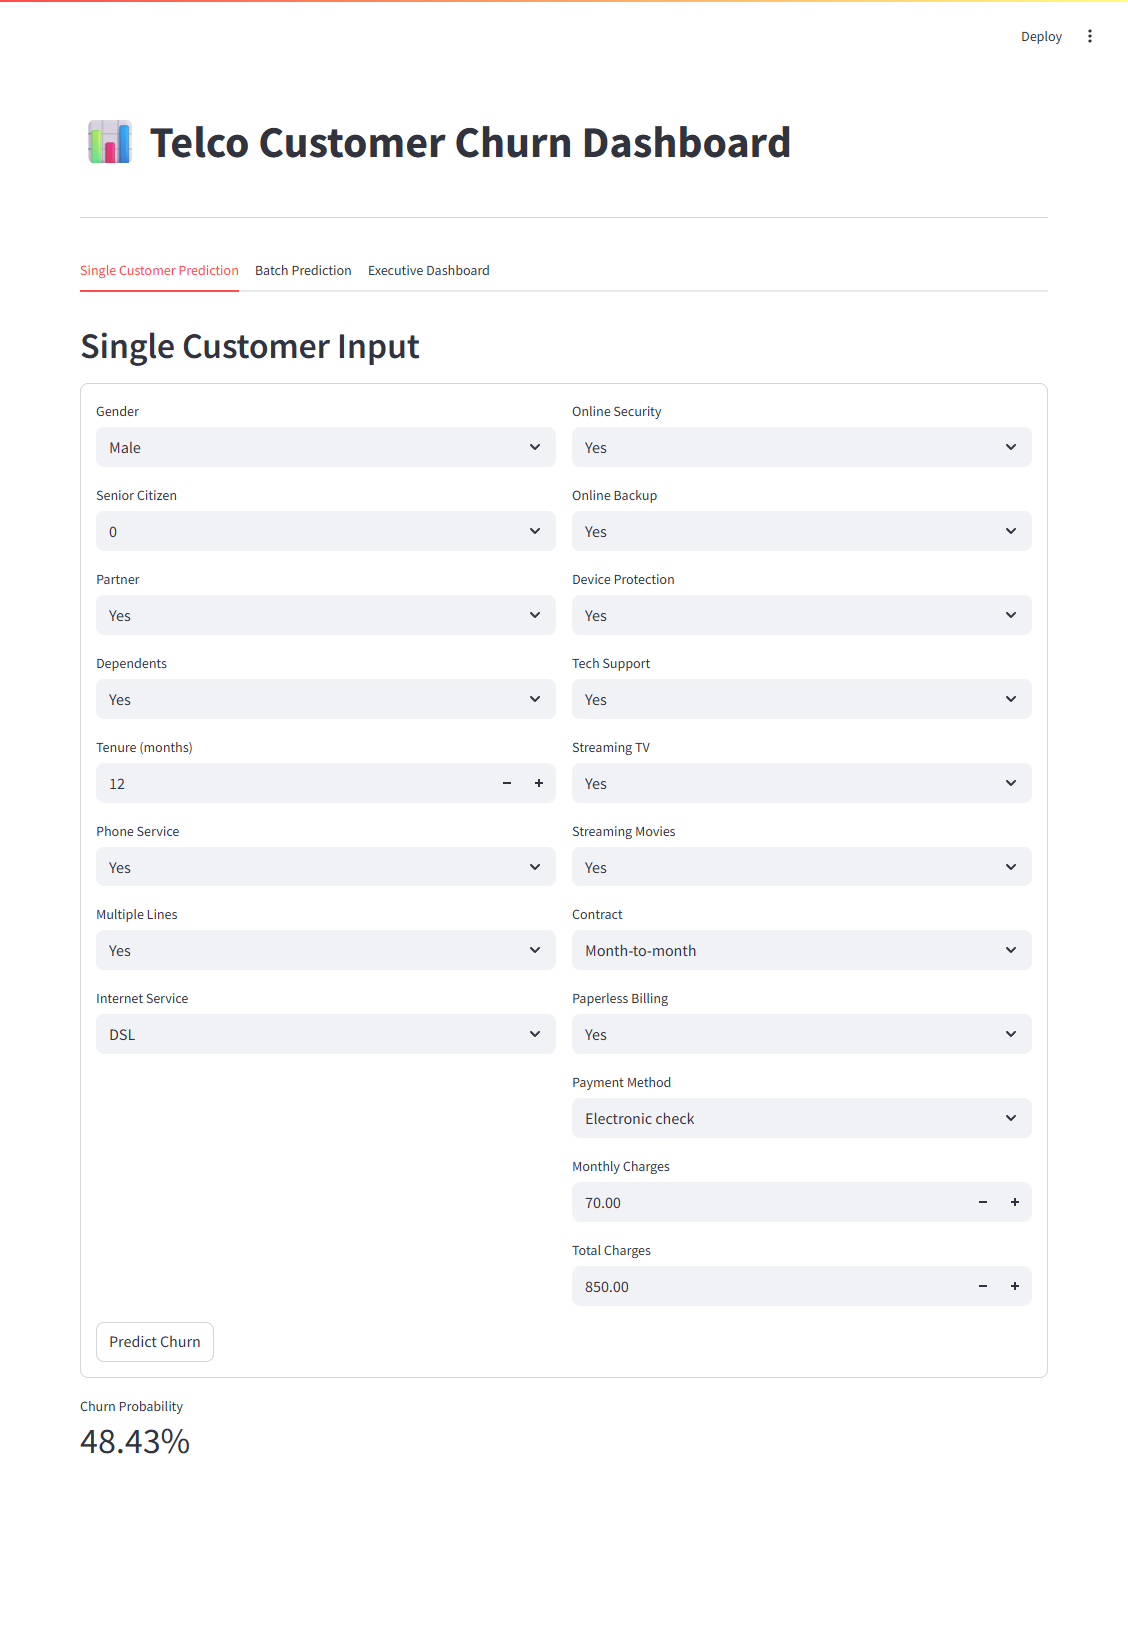 Deploy
Telco Customer Churn Dashboard
Single Customer Prediction
Batch Prediction
Executive Dashboard
Single Customer Input
Gender
Male
Senior Citizen
0
Partner
Yes
Dependents
Yes
Tenure (months)
12
Phone Service
Yes
Multiple Lines
Yes
Internet Service
DSL
Online Security
Yes
Online Backup
Yes
Device Protection
Yes
Tech Support
Yes
Streaming TV
Yes
Streaming Movies
Yes
Contract
Month-to-month
Paperless Billing
Yes
Payment Method
Electronic check
Monthly Charges
70.00
Total Charges
850.00
Predict Churn
Churn Probability
48.43%